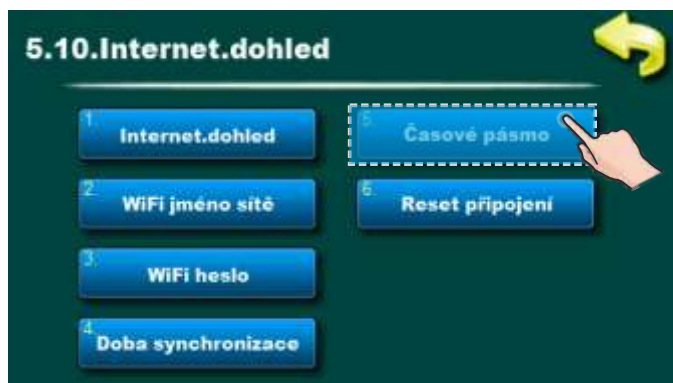 5.10.Internet.dohled
1. Internet.dohled
2. WiFi jméno sítě
3. WiFi heslo
4. Doba synchronizace
5. Časové pásmo
6. Reset připojení